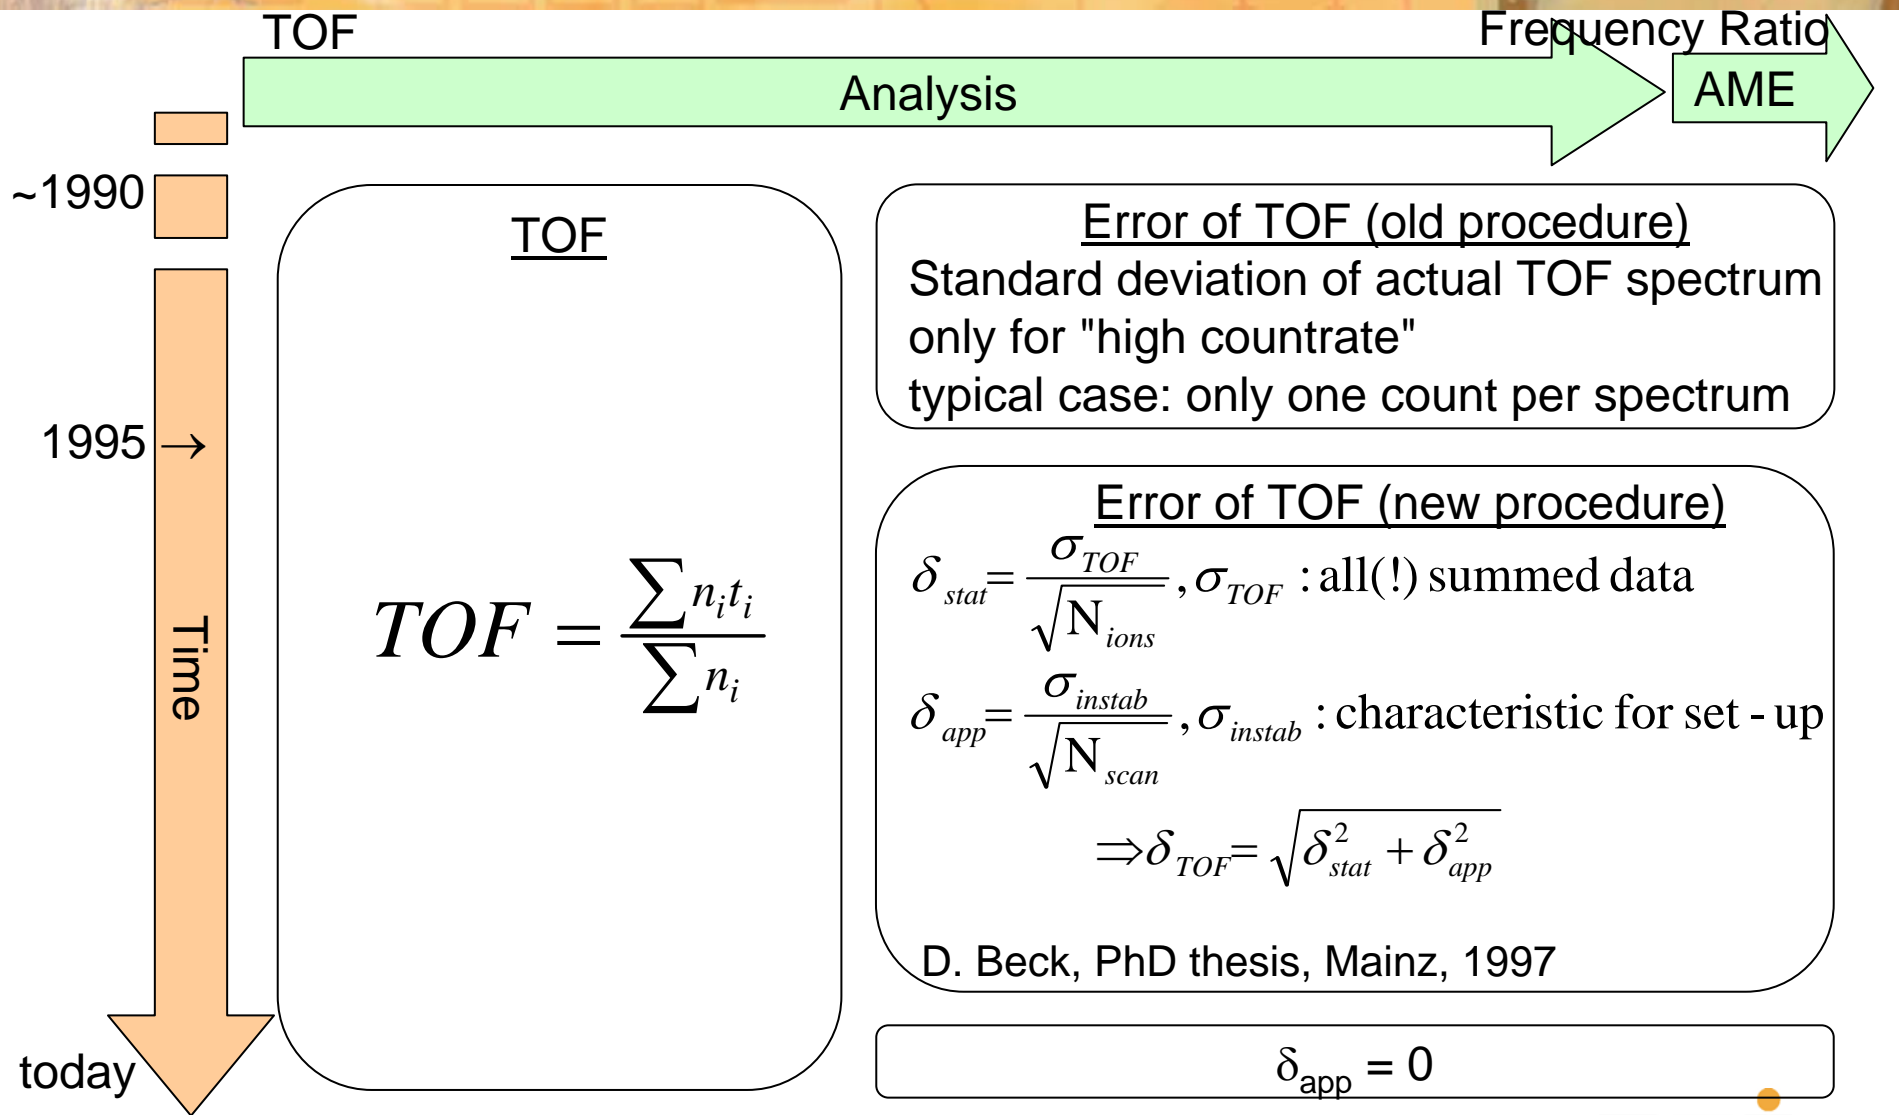 TOF
Frequency Ratio
Analysis
AME
~1990
1995 →
Time
today
TOF
TOF = ∑nᵢtᵢ / ∑nᵢ
Error of TOF (old procedure)
Standard deviation of actual TOF spectrum
only for "high countrate"
typical case: only one count per spectrum
Error of TOF (new procedure)
δ_stat = σ_TOF / √N_ions , σ_TOF : all(!) summed data
δ_app = σ_instab / √N_scan , σ_instab : characteristic for set - up
⇒ δ_TOF = √(δ²_stat + δ²_app)
D. Beck, PhD thesis, Mainz, 1997
δ_app = 0